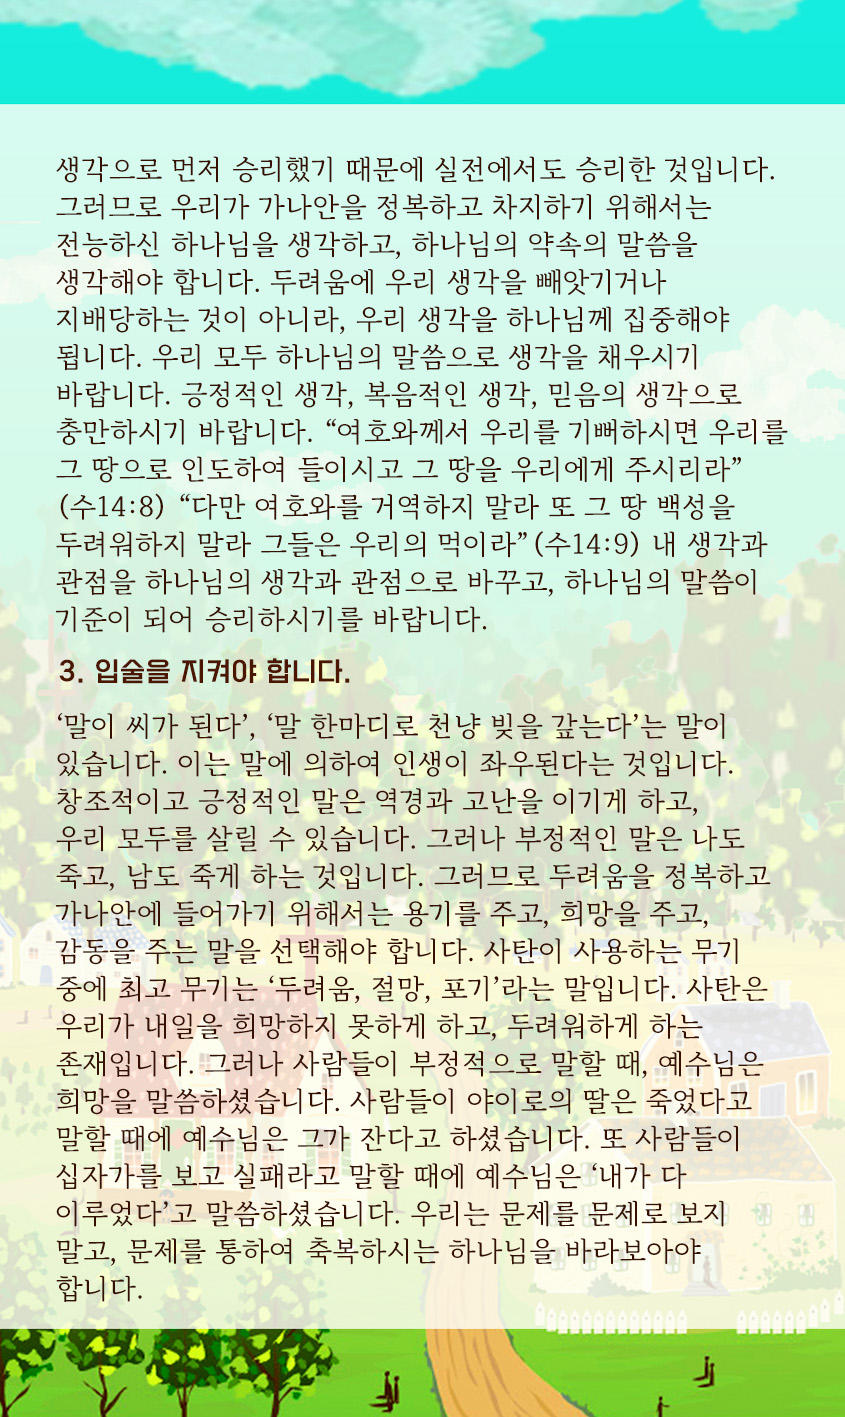 생각으로 먼저 승리했기 때문에 실전에서도 승리한 것입니다.
그러므로 우리가 가나안을 정복하고 차지하기 위해서는
전능하신 하나님을 생각하고, 하나님의 약속의 말씀을
생각해야 합니다. 두려움에 우리 생각을 빼앗기거나
지배당하는 것이 아니라, 우리 생각을 하나님께 집중해야
됩니다. 우리 모두 하나님의 말씀으로 생각을 채우시기
바랍니다. 긍정적인 생각, 복음적인 생각, 믿음의 생각으로
충만하시기 바랍니다. “여호와께서 우리를 기뻐하시면 우리를
그 땅으로 인도하여 들이시고 그 땅을 우리에게 주시리라”
(수14:8) “다만 여호와를 거역하지 말라 또 그 땅 백성을
두려워하지 말라 그들은 우리의 먹이라”(수14:9) 내 생각과
관점을 하나님의 생각과 관점으로 바꾸고, 하나님의 말씀이
기준이 되어 승리하시기를 바랍니다.
3. 입술을 지켜야 합니다.
‘말이 씨가 된다’, ‘말 한마디로 천냥 빚을 갚는다’는 말이
있습니다. 이는 말에 의하여 인생이 좌우된다는 것입니다.
창조적이고 긍정적인 말은 역경과 고난을 이기게 하고,
우리 모두를 살릴 수 있습니다. 그러나 부정적인 말은 나도
죽고, 남도 죽게 하는 것입니다. 그러므로 두려움을 정복하고
가나안에 들어가기 위해서는 용기를 주고, 희망을 주고,
감동을 주는 말을 선택해야 합니다. 사탄이 사용하는 무기
중에 최고 무기는 ‘두려움, 절망, 포기’라는 말입니다. 사탄은
우리가 내일을 희망하지 못하게 하고, 두려워하게 하는
존재입니다. 그러나 사람들이 부정적으로 말할 때, 예수님은
희망을 말씀하셨습니다. 사람들이 야이로의 딸은 죽었다고
말할 때에 예수님은 그가 잔다고 하셨습니다. 또 사람들이
십자가를 보고 실패라고 말할 때에 예수님은 ‘내가 다
이루었다’고 말씀하셨습니다. 우리는 문제를 문제로 보지
말고, 문제를 통하여 축복하시는 하나님을 바라보아야
합니다.